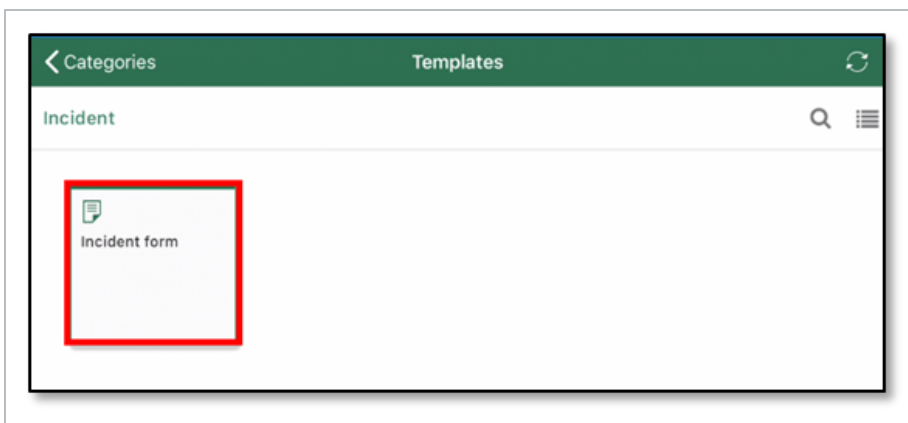 Categories
Templates
Incident
Incident form